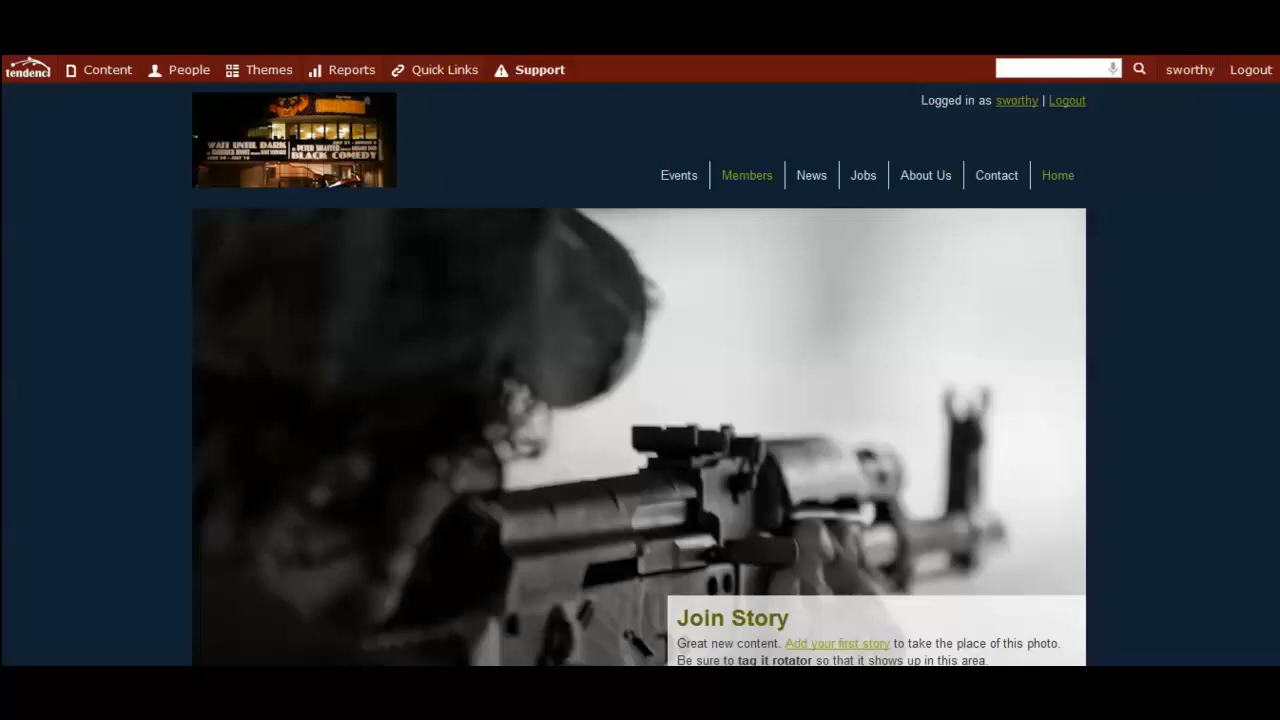 tendenci Content People Themes Reports Quick Links Support sworthy Logout
Logged in as sworthy | Logout
WAIT UNTIL DARK
PETER SHAFFER
BLACK COMEDY
Events Members News Jobs About Us Contact Home
Join Story
Great new content. Add your first story to take the place of this photo.
Be sure to tag it rotator so that it shows up in this area.